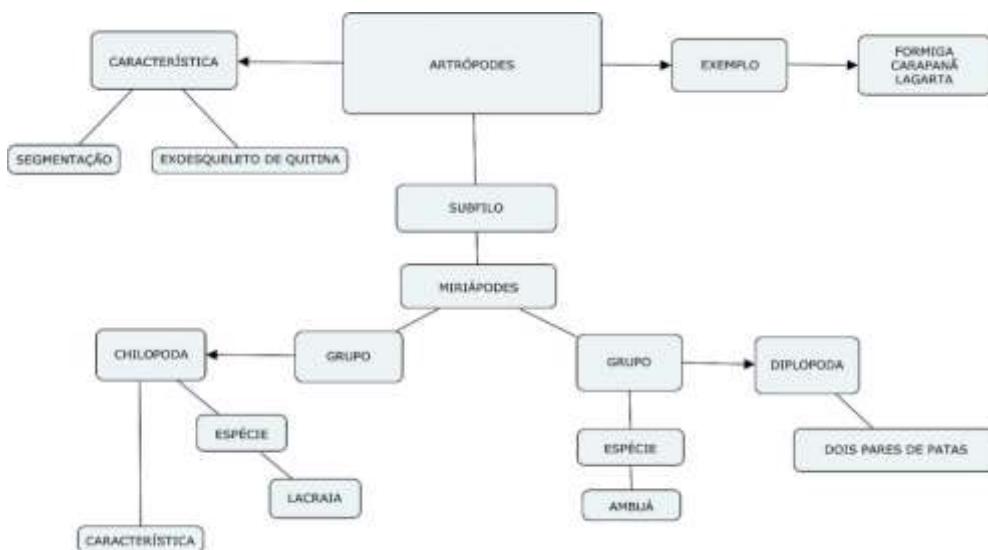 CARACTERÍSTICA
ARTRÓPODES
EXEMPLO
FORMIGA
CARAPANÃ
LAGARTA
SEGMENTAÇÃO
EXOESQUELETO DE QUITINA
SUBFILO
MIRIÁPODES
CHILOPODA
GRUPO
GRUPO
DIPLOPODA
ESPÉCIE
ESPÉCIE
DOIS PARES DE PATAS
LACRAIA
AMBUÁ
CARACTERÍSTICA